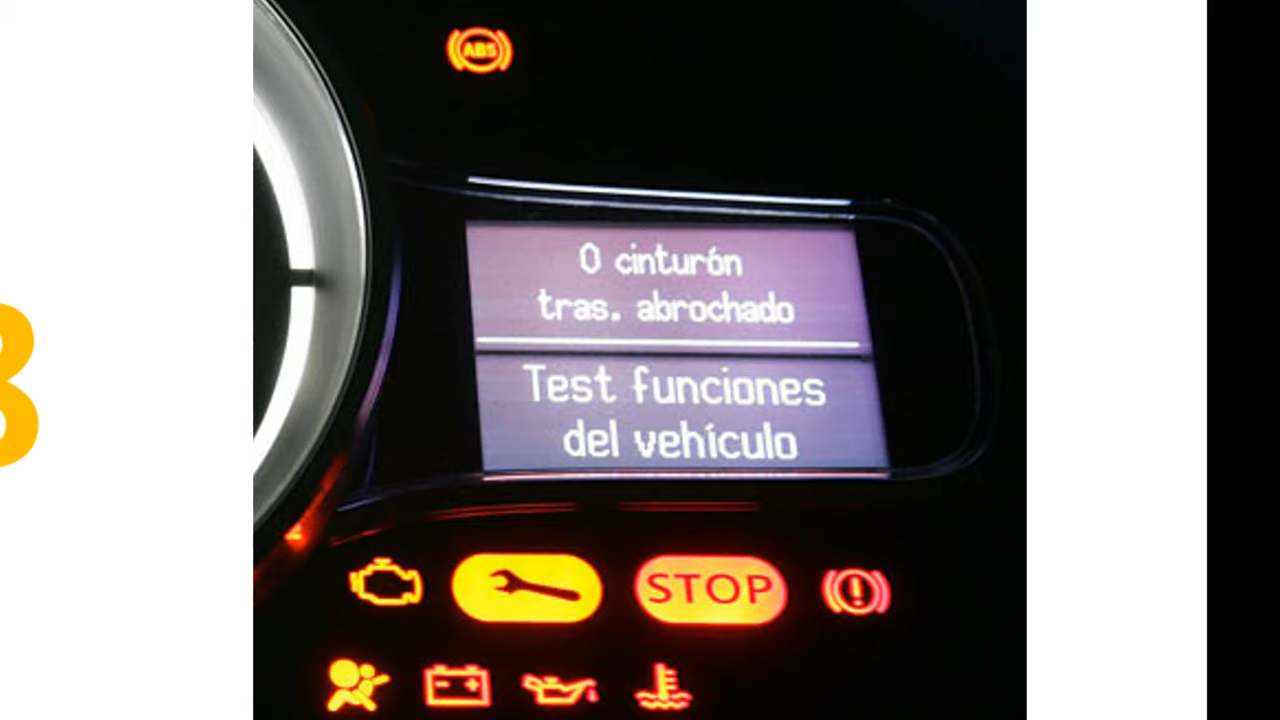 ABS
0 cinturón
tras. abrochado
Test funciones
del vehículo
STOP